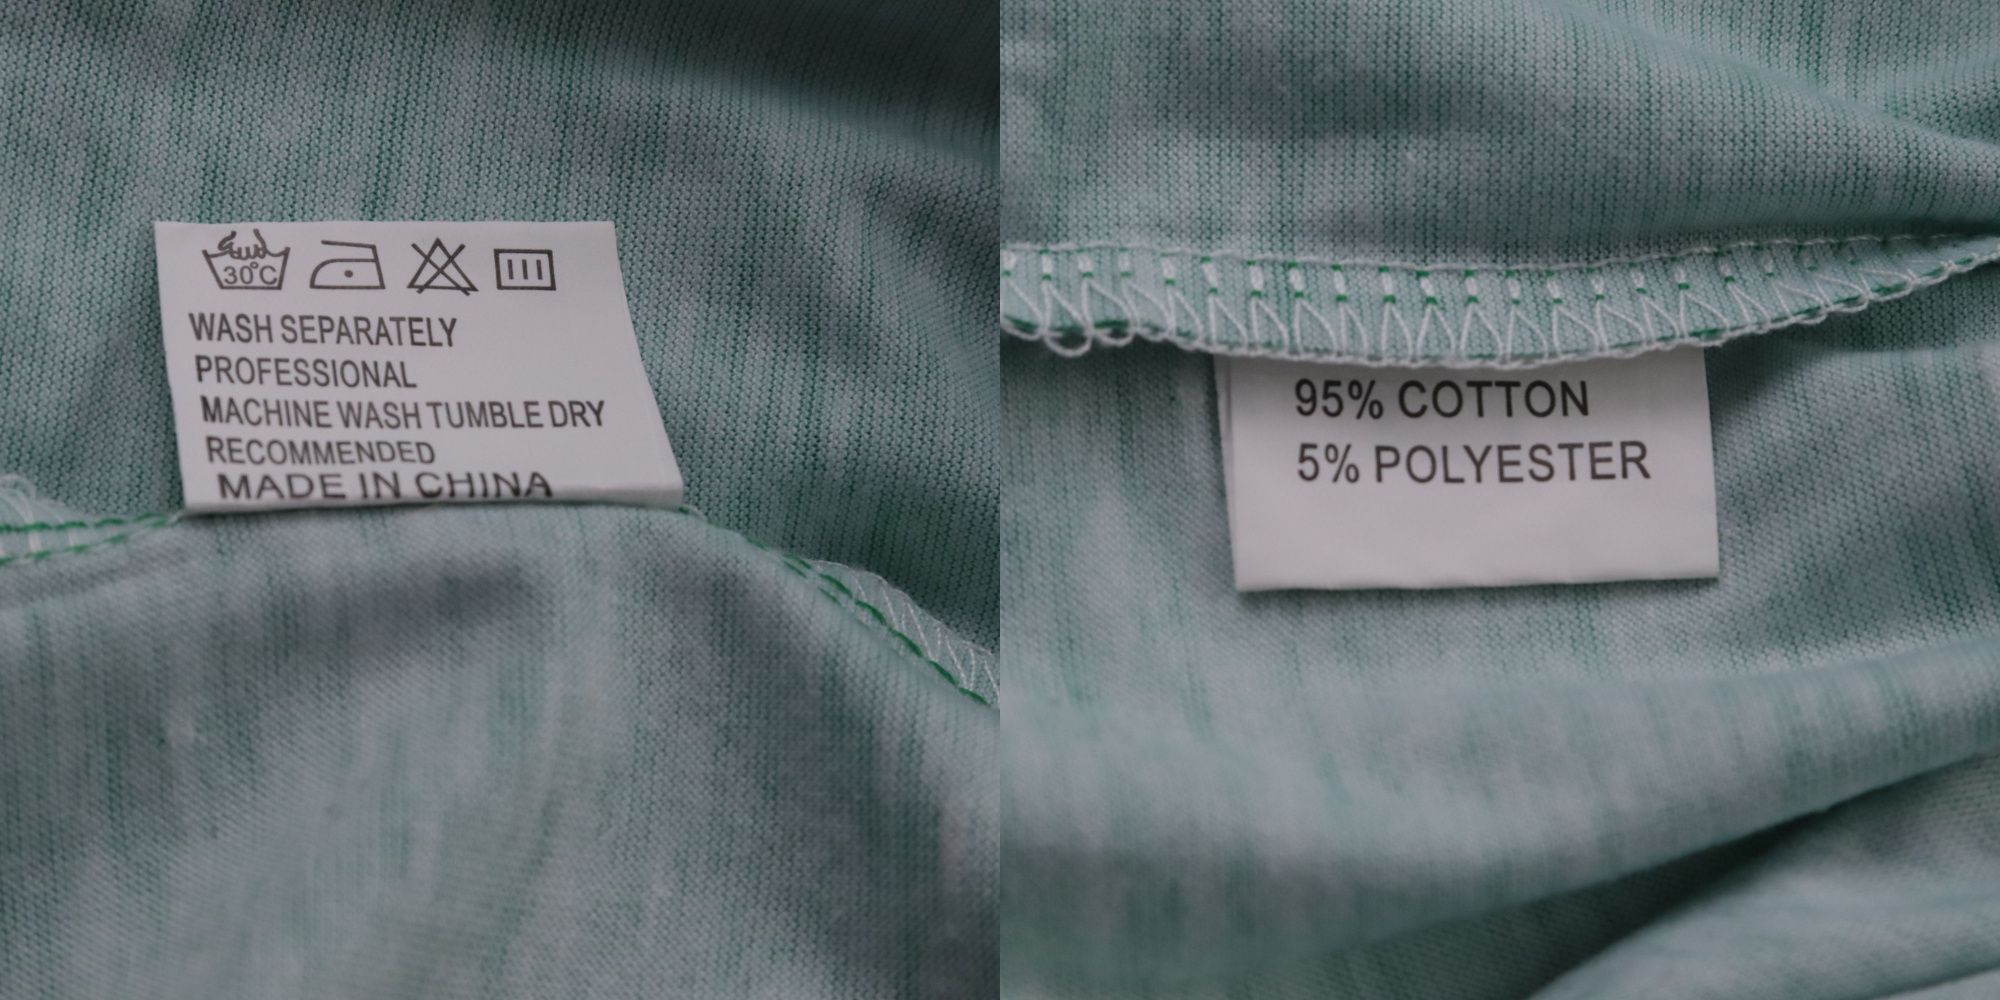 30°C
WASH SEPARATELY
PROFESSIONAL
MACHINE WASH TUMBLE DRY
RECOMMENDED
MADE IN CHINA
95% COTTON
5% POLYESTER